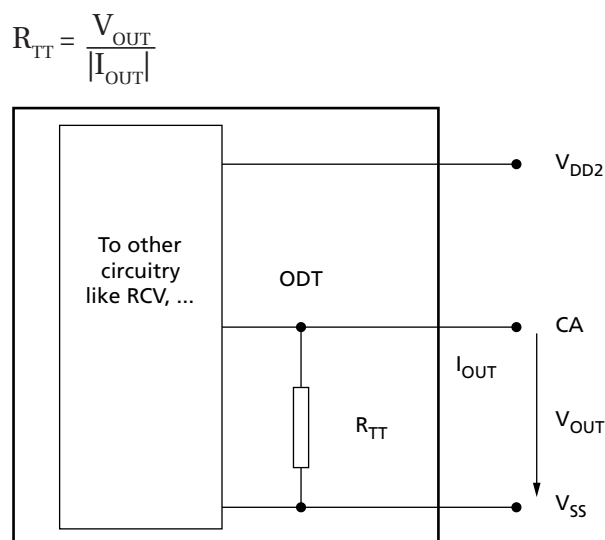 R_TT = V_OUT / |I_OUT|
V_DD2
To other
circuitry
like RCV, ...
ODT
CA
I_OUT
R_TT
V_OUT
V_SS